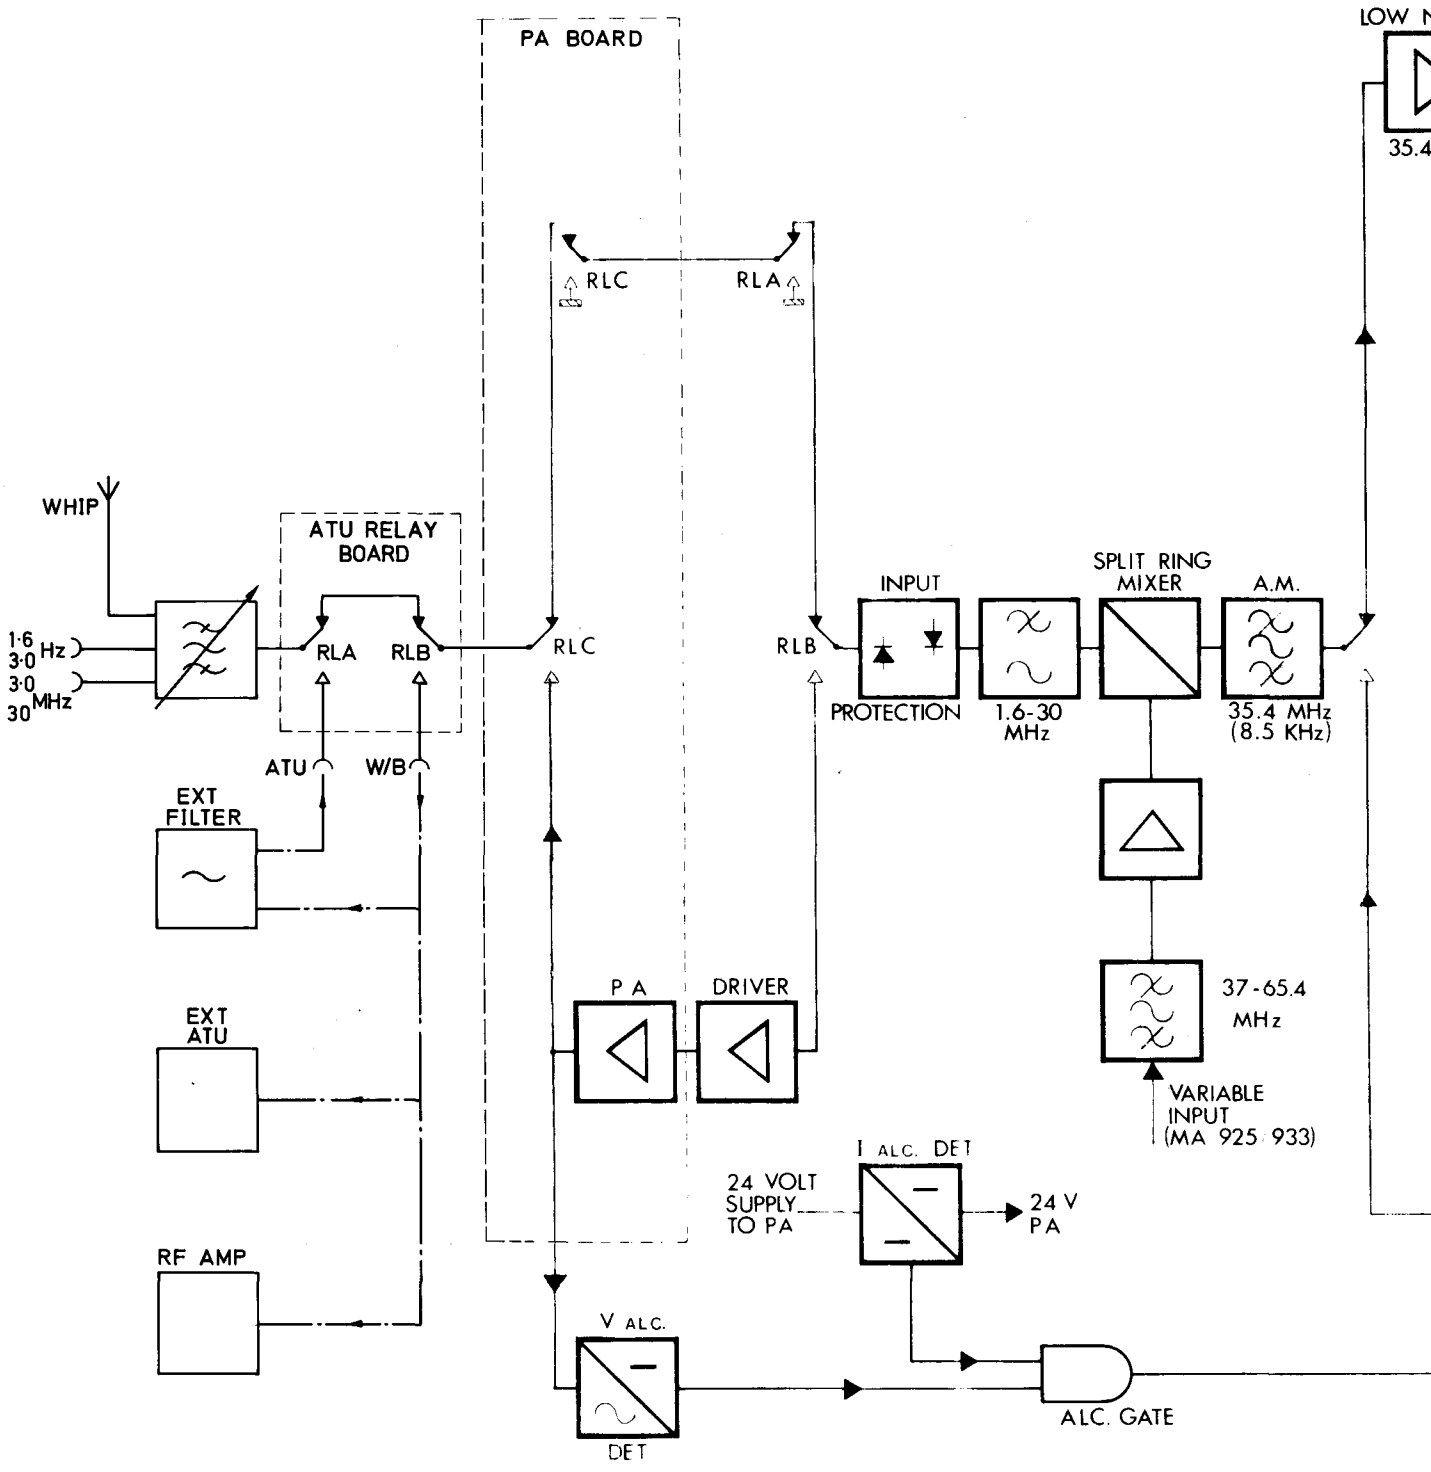 LOW N
PA BOARD
35.4
RLC
RLA
WHIP
ATU RELAY
BOARD
SPLIT RING
MIXER
INPUT
A.M.
1.6
3.0 Hz
3.0
30 MHz
RLA
RLB
RLC
RLB
PROTECTION
1.6-30
MHz
35.4 MHz
(8.5 KHz)
ATU
W/B
EXT
FILTER
P A
DRIVER
37-65.4
MHz
EXT
ATU
VARIABLE
INPUT
(MA 925 933)
I ALC. DET
24 VOLT
SUPPLY
TO PA
24 V
PA
RF AMP
V ALC.
DET
ALC. GATE